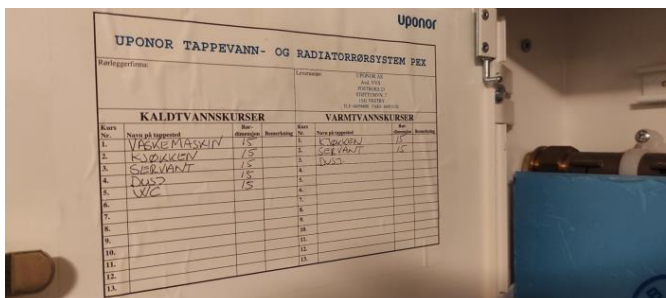 uponor
UPONOR TAPPEVANN- OG RADIATORRØRSYSTEM PEX
Rørleggerfirma:
Leverandør:
UPONOR AS
KALDTVANNSKURSER
VARMTVANNSKURSER
Kurs Nr. Navn på tappested Rør-dimensjon Bemerkning
Kurs Nr. Navn på tappested Rør-dimensjon Bemerkning
1. VASKEMASKIN 15
1. KJØKKEN 15
2. KJØKKEN 15
2. SERVANT 15
3. SERVANT 15
3. DUSJ
4. DUSJ 15
4.
5. WC
5.
6.
6.
7.
7.
8.
8.
9.
9.
10.
10.
11.
11.
12.
12.
13.
13.